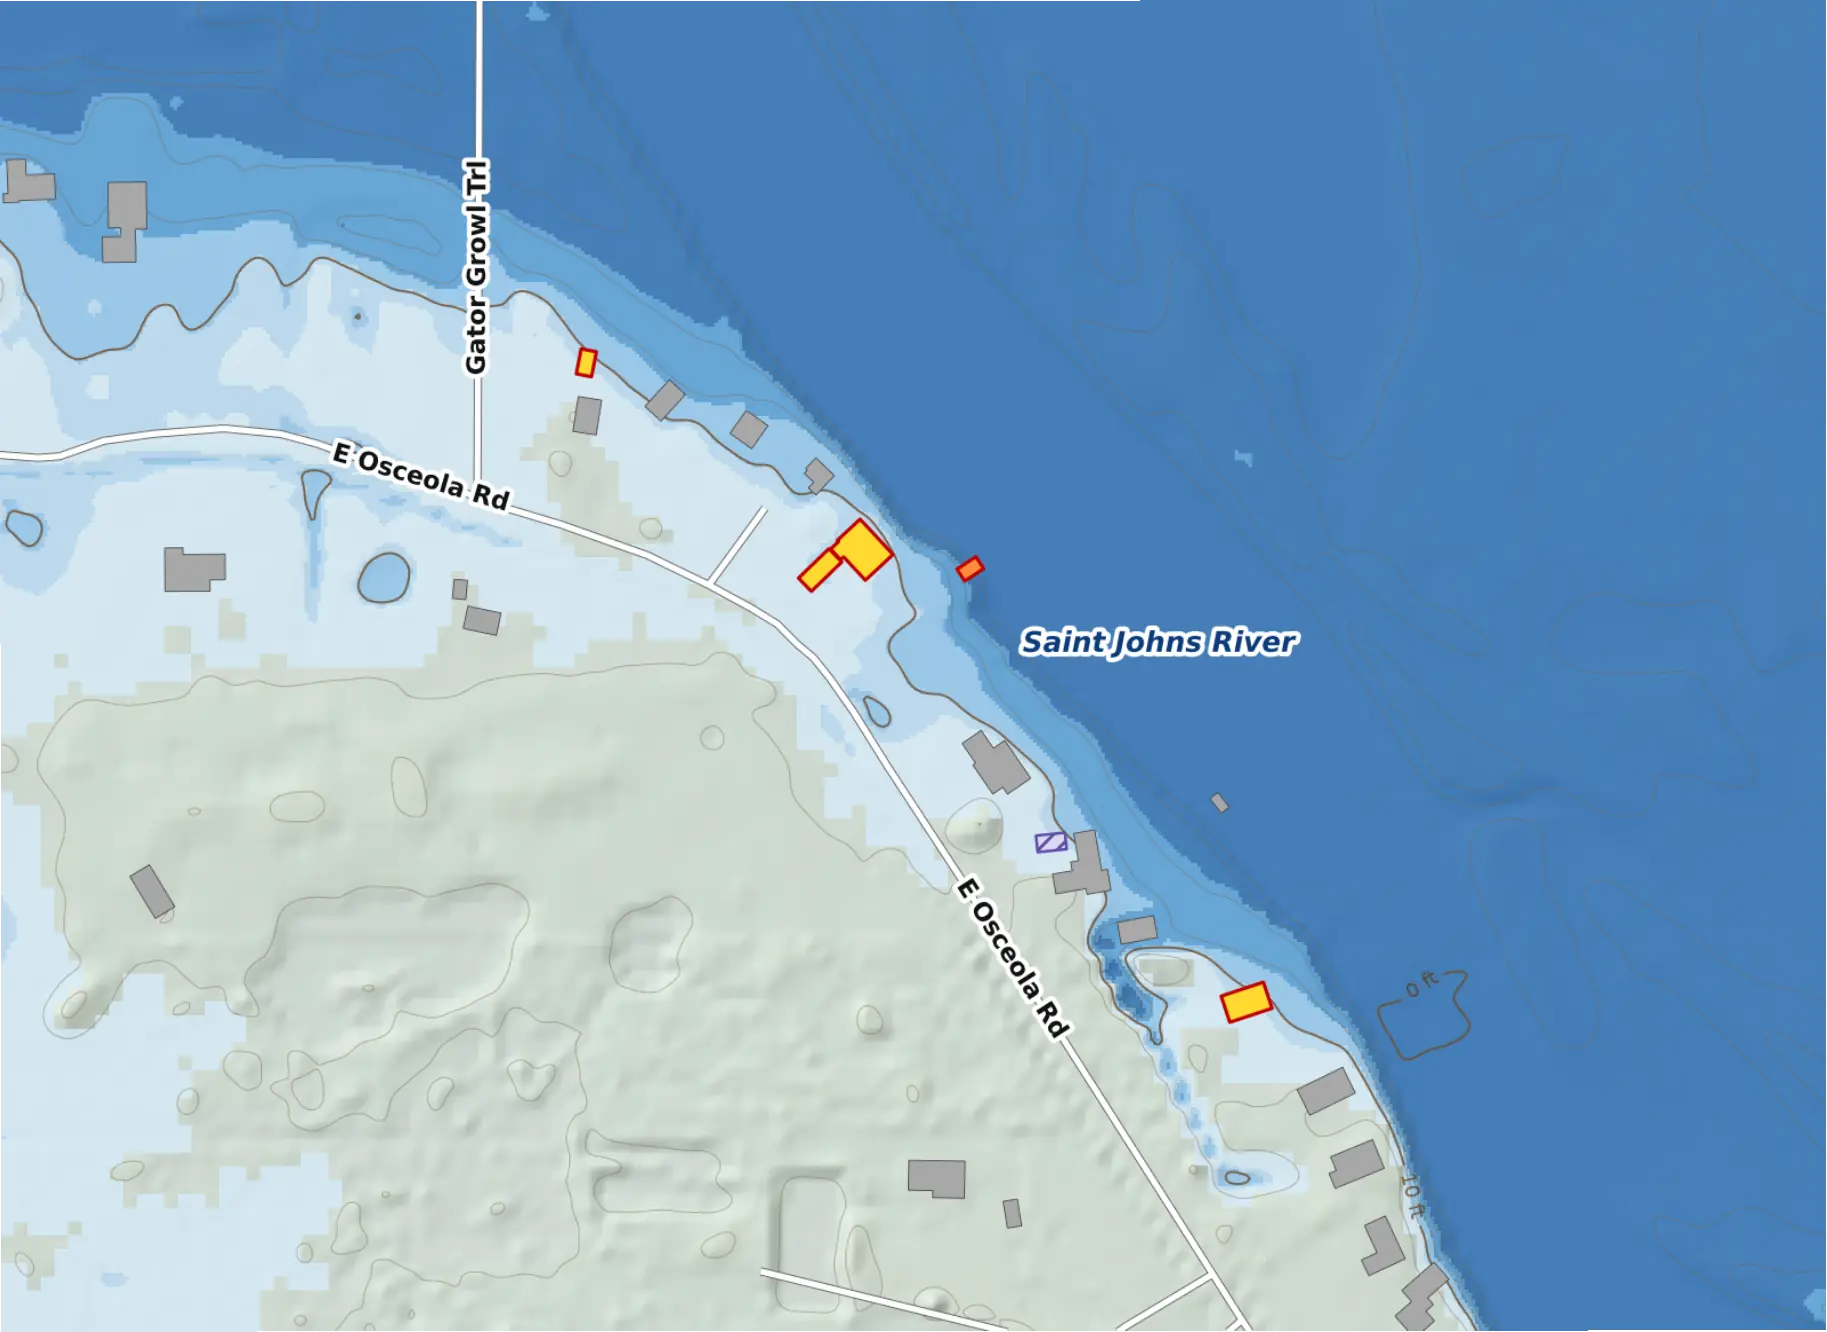 Gator Growl Trl
E Osceola Rd
Saint Johns River
E Osceola Rd
0 ft
10 ft